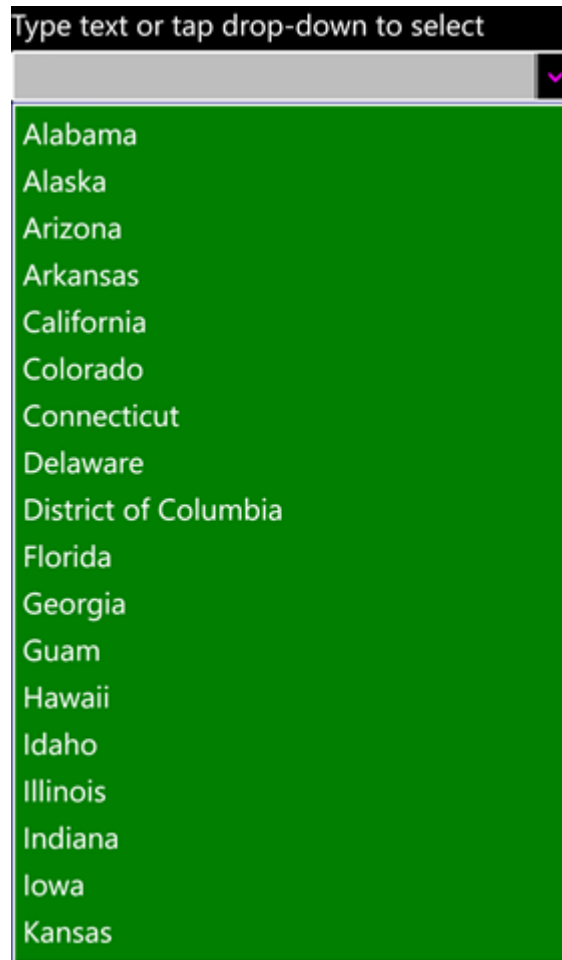 Type text or tap drop-down to select
Alabama
Alaska
Arizona
Arkansas
California
Colorado
Connecticut
Delaware
District of Columbia
Florida
Georgia
Guam
Hawaii
Idaho
Illinois
Indiana
Iowa
Kansas